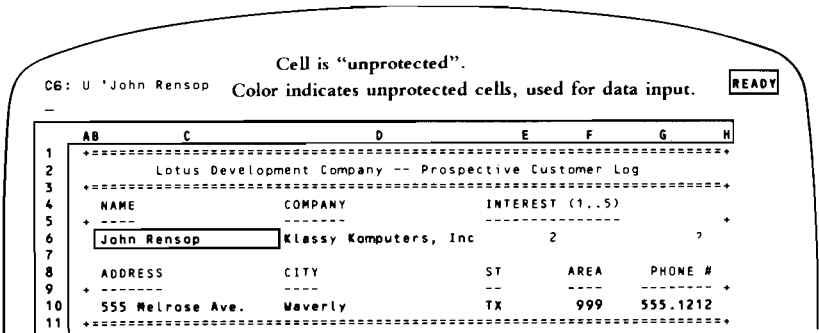 Cell is "unprotected".
C6: U 'John Rensop Color indicates unprotected cells, used for data input. READY
AB C D E F G H
1 +==========================================================================+
2 Lotus Development Company -- Prospective Customer Log
3 +==========================================================================+
4 NAME COMPANY INTEREST (1..5)
5 + ---- ------- --------------- +
6 John Rensop Klassy Komputers, Inc 2 ?
7
8 ADDRESS CITY ST AREA PHONE #
9 + ------- ---- -- ---- -------- +
10 555 Melrose Ave. Waverly TX 999 555.1212
11 +==========================================================================+